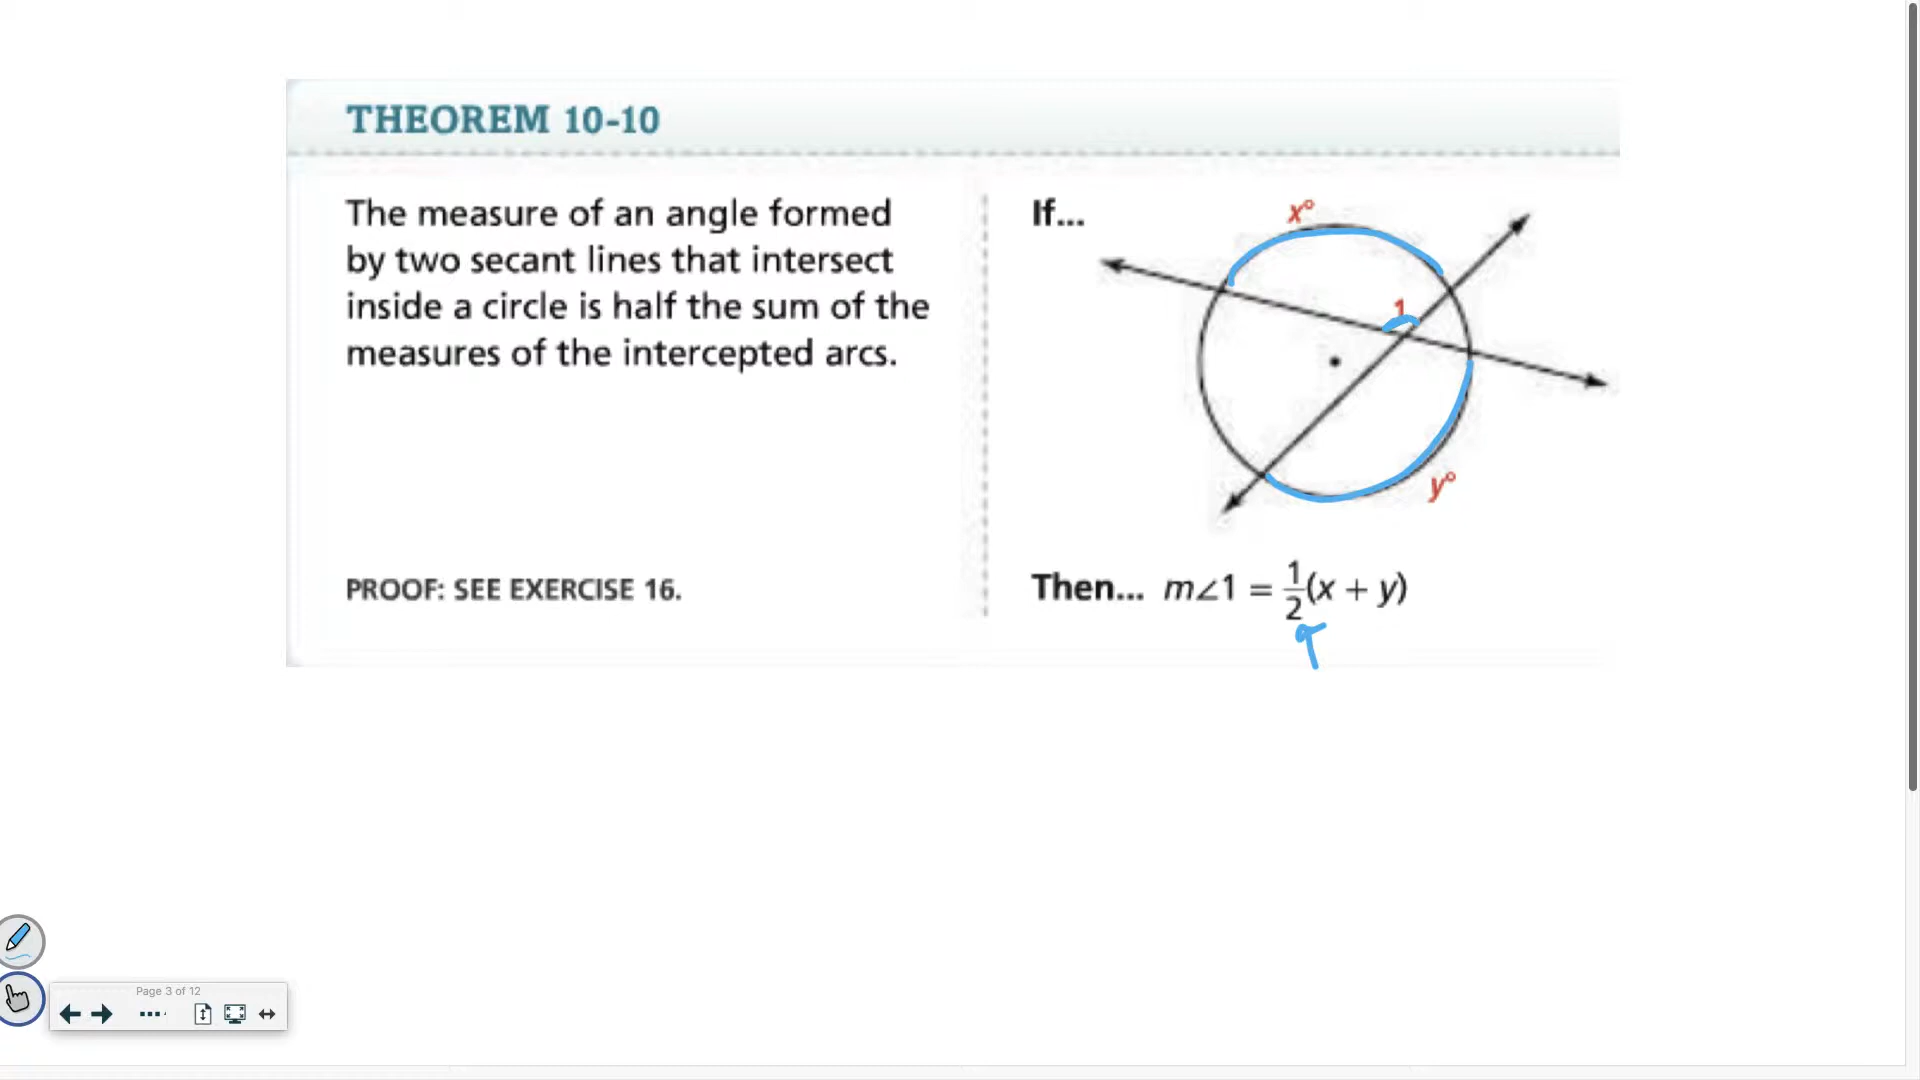 THEOREM 10-10
The measure of an angle formed
by two secant lines that intersect
inside a circle is half the sum of the
measures of the intercepted arcs.
PROOF: SEE EXERCISE 16.
If...
x°
1
y°
Then... m∠1 = 1/2(x + y)
Page 3 of 12